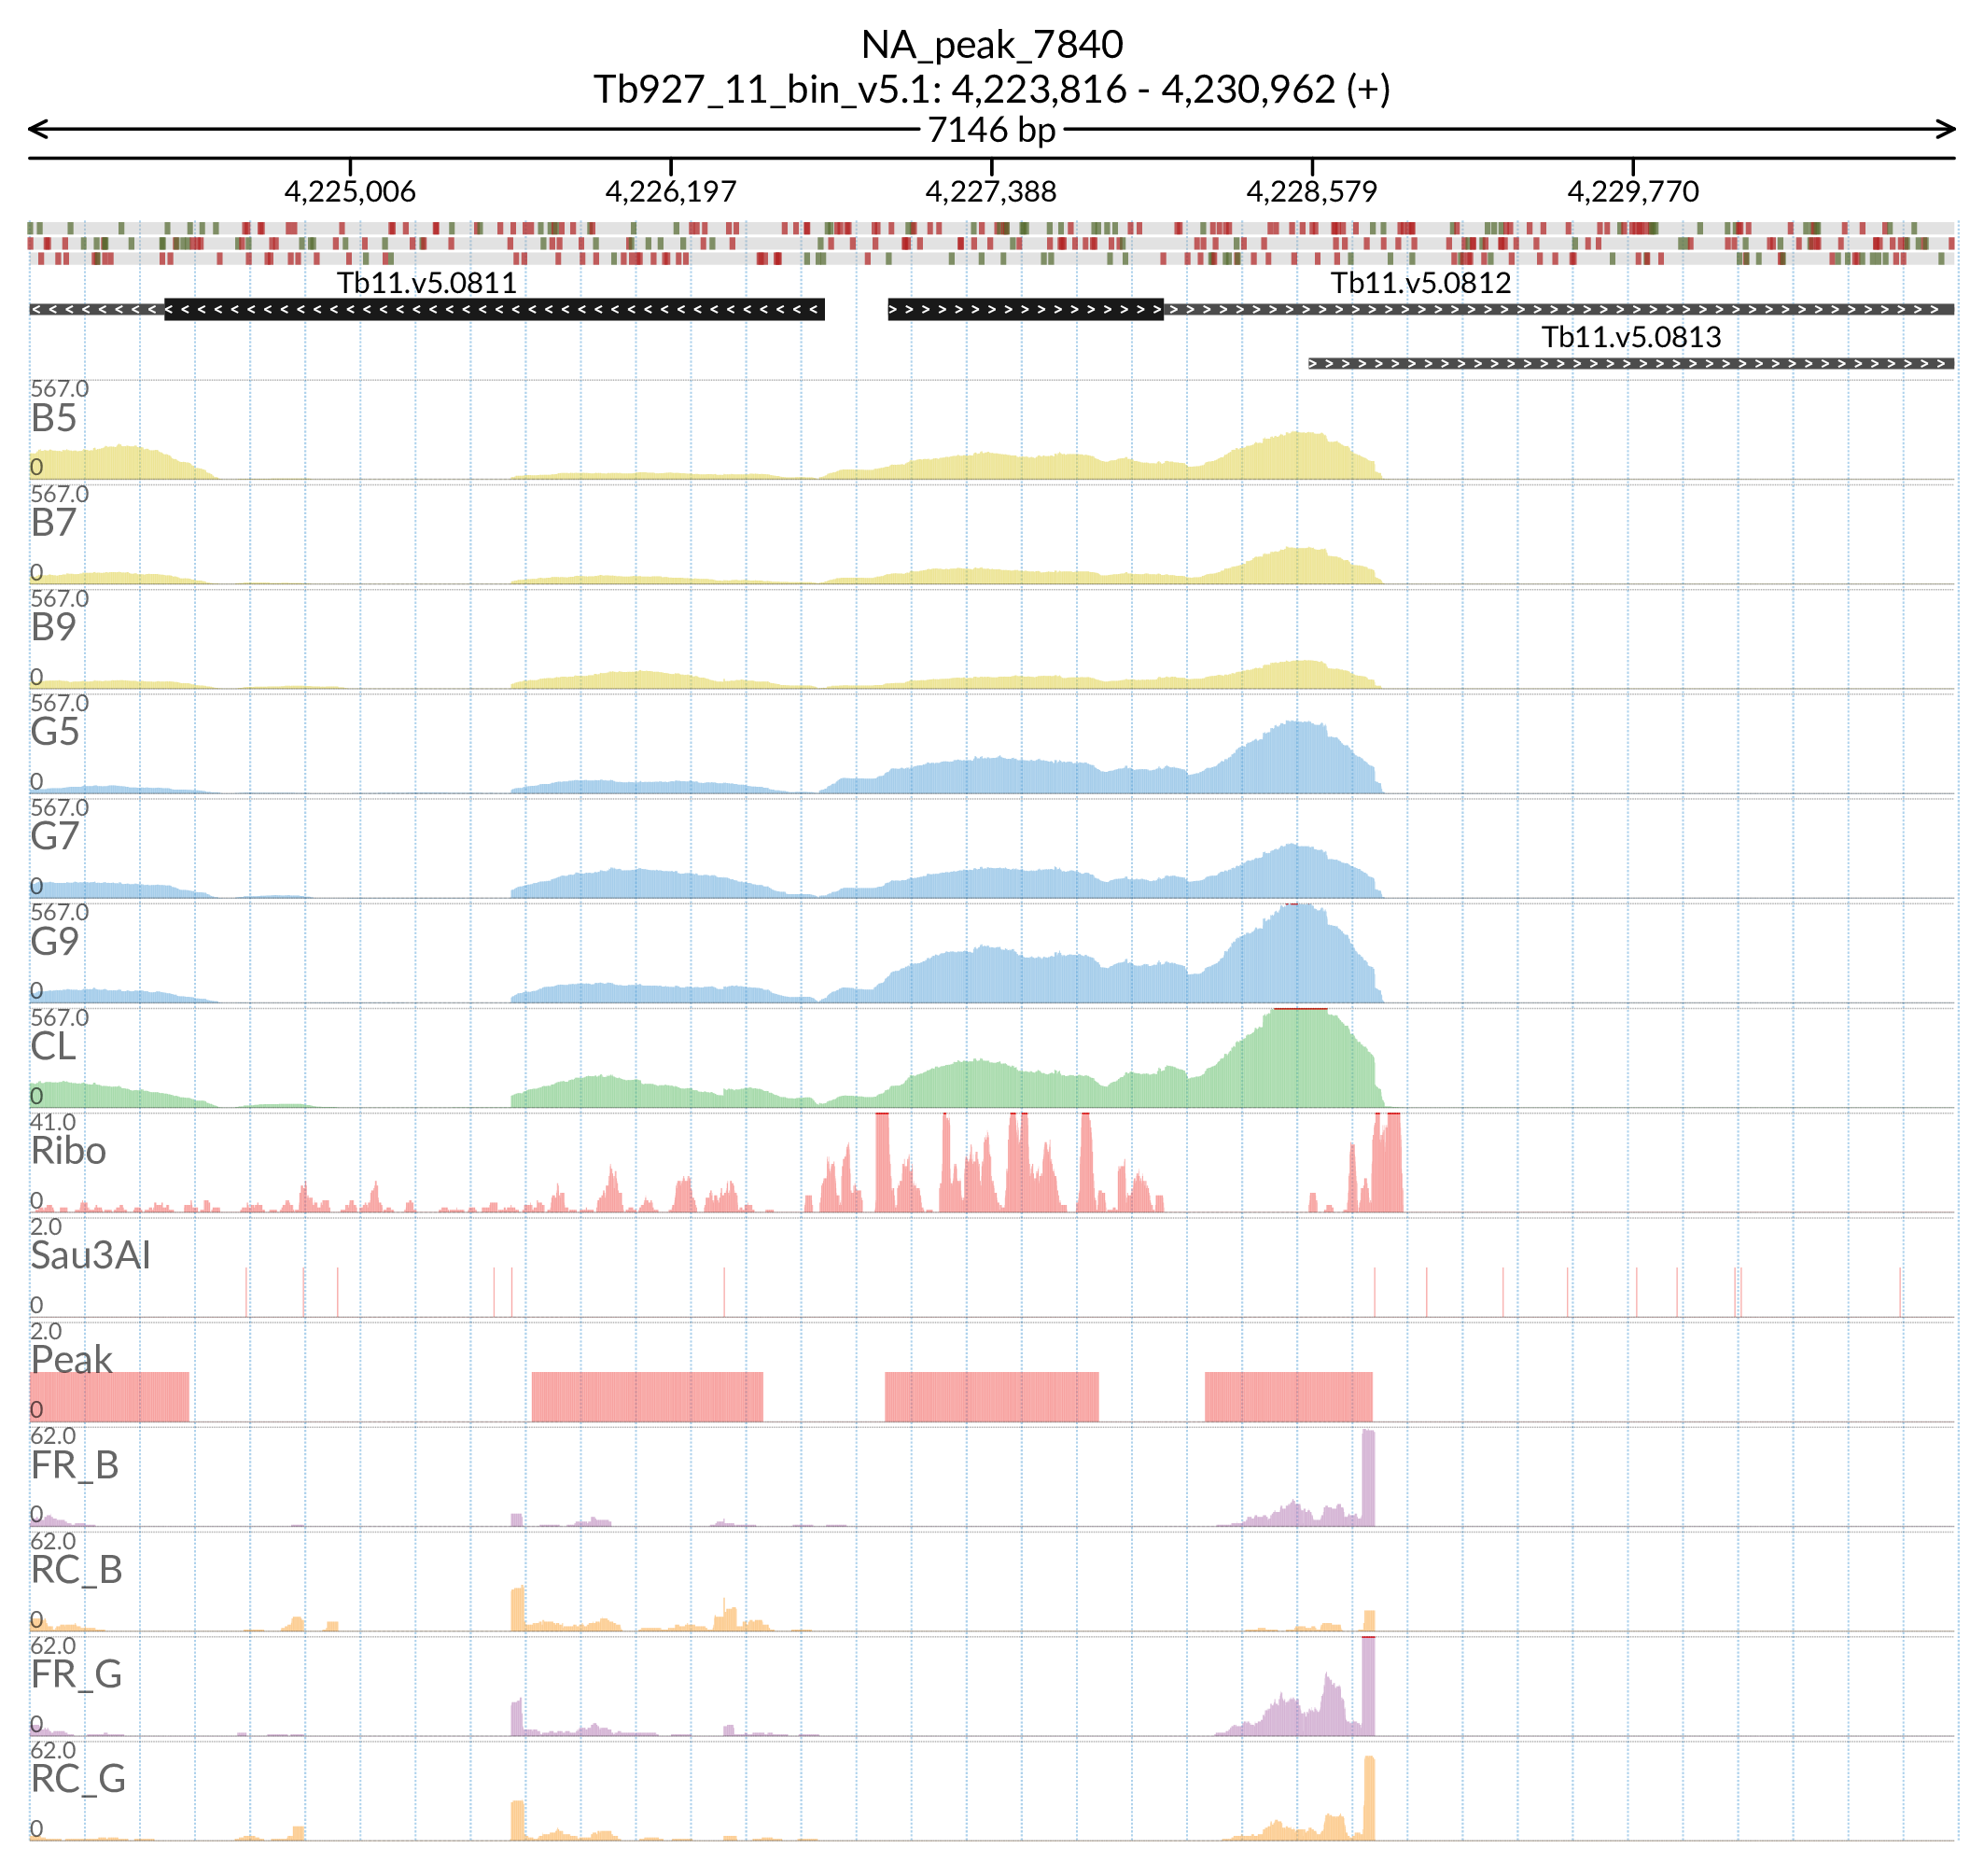 NA_peak_7840
Tb927_11_bin_v5.1: 4,223,816 - 4,230,962 (+)
7146 bp
4,225,006 4,226,197 4,227,388 4,228,579 4,229,770
Tb11.v5.0811 Tb11.v5.0812
Tb11.v5.0813
567.0
B5
0
567.0
B7
0
567.0
B9
0
567.0
G5
0
567.0
G7
0
567.0
G9
0
567.0
CL
0
41.0
Ribo
0
2.0
Sau3AI
0
2.0
Peak
0
62.0
FR_B
0
62.0
RC_B
0
62.0
FR_G
0
62.0
RC_G
0